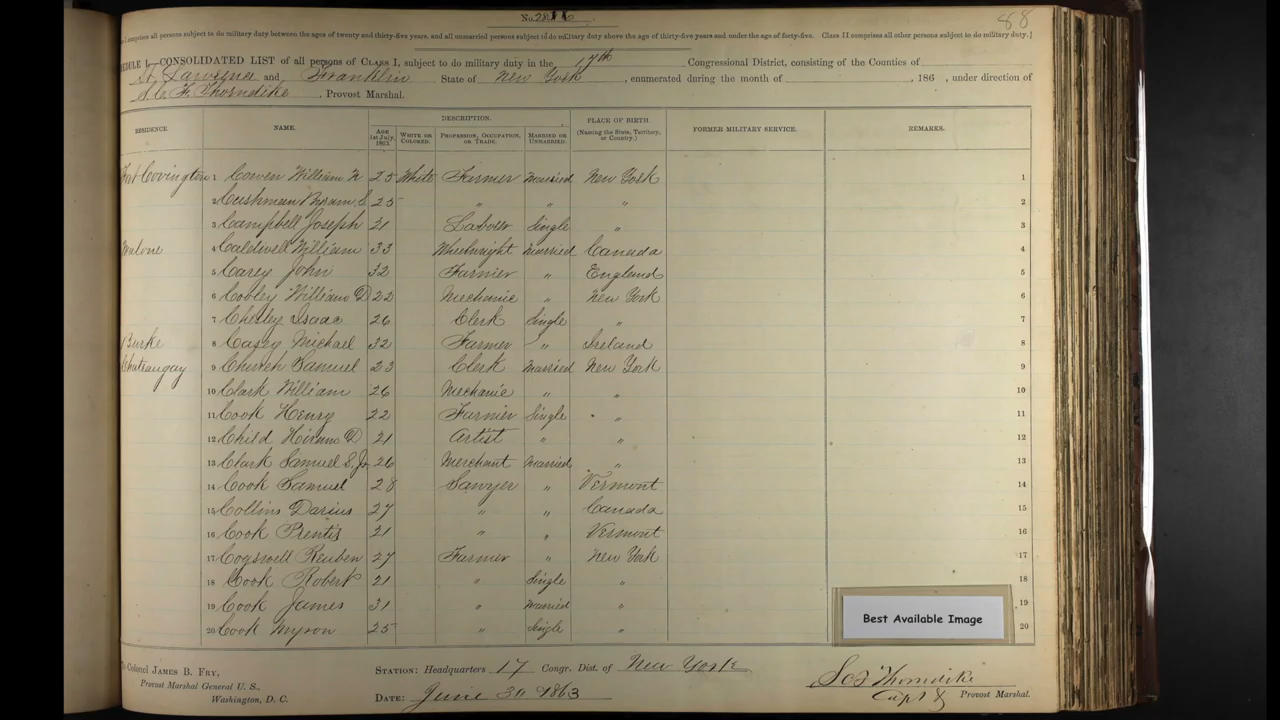 88
No. 28
[Class I comprises all persons subject to do military duty between the ages of twenty and thirty-five years, and all unmarried persons subject to do military duty above the age of thirty-five years and under the age of forty-five. Class II comprises all other persons subject to do military duty.]
SCHEDULE I.—CONSOLIDATED LIST of all persons of CLASS I, subject to do military duty in the 17th Congressional District, consisting of the Counties of
St. Lawrence and Franklin State of New York, enumerated during the month of , 186 , under direction of
S. C. F. Thorndike, Provost Marshal.
DESCRIPTION.
RESIDENCE. NAME. AGE 1st July, 1863. WHITE OR COLORED. PROFESSION, OCCUPATION, OR TRADE. MARRIED OR UNMARRIED. PLACE OF BIRTH. (Naming the State, Territory, or Country.) FORMER MILITARY SERVICE. REMARKS.
Fort Covington 1 Cowen William N 25 White Farmer Married New York 1
2 Cushman Hiram S 25 " " " 2
3 Campbell Joseph 21 Laborer Single " 3
Malone 4 Caldwell William 33 Wheelwright Married Canada 4
5 Carey John 32 Farmer " England 5
6 Cobley William D 22 Mechanic " New York 6
7 Chesley Isaac 26 Clerk Single " 7
Burke 8 Casey Michael 32 Farmer " Ireland 8
Chateaugay 9 Church Samuel 23 Clerk Married New York 9
10 Clark William 26 Mechanic " " 10
11 Cook Henry 22 Farmer Single " 11
12 Child Hiram D 21 Artist " " 12
13 Clark Samuel S. Jr 26 Merchant Married " 13
14 Cook Samuel 28 Sawyer " Vermont 14
15 Collins Darius 27 " " Canada 15
16 Cook Prentis 21 " " Vermont 16
17 Cogswell Reuben 27 Farmer " New York 17
18 Cook Robert 21 " Single " 18
19 Cook James 31 " Married " 19
20 Cook Myron 25 " Single " 20
Best Available Image
To Colonel JAMES B. FRY,
Provost Marshal General U. S.,
Washington, D. C.
STATION: Headquarters 17 Congr. Dist. of New York
DATE: June 30 1863
S C F Thorndike
Capt & Provost Marshal.